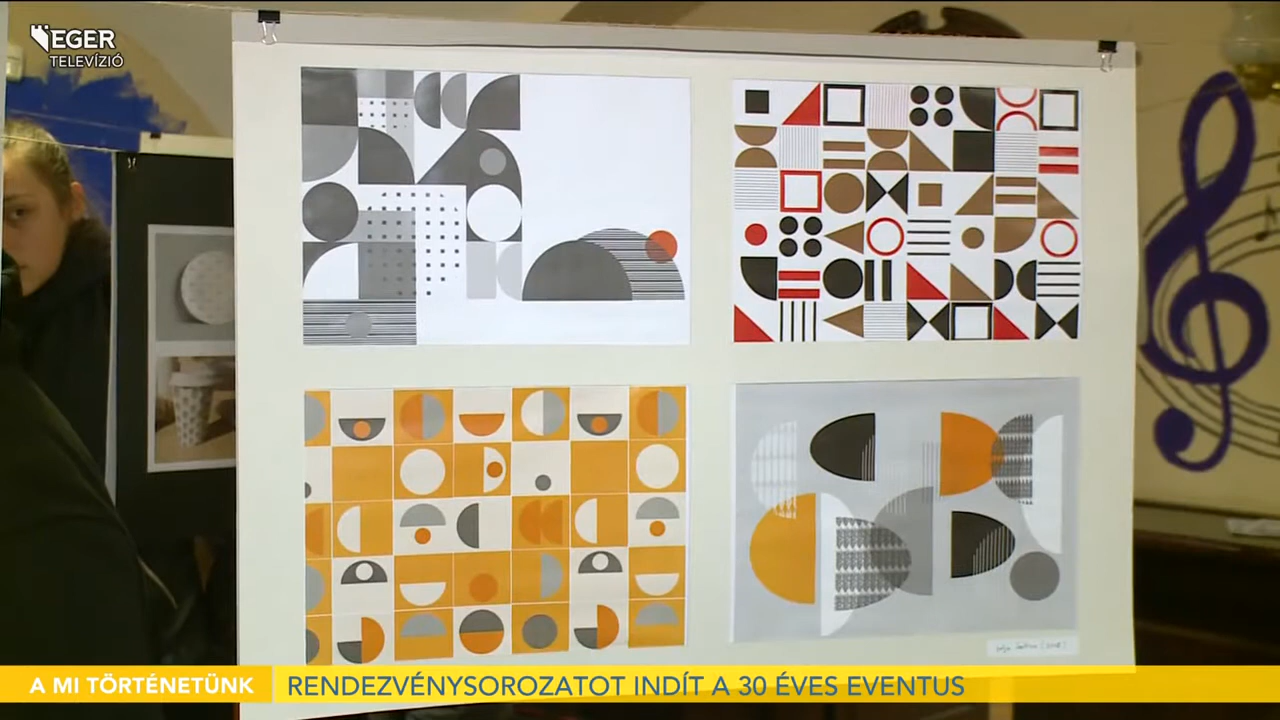 EGER
TELEVÍZIÓ
A MI TÖRTÉNETÜNK
RENDEZVÉNYSOROZATOT INDÍT A 30 ÉVES EVENTUS